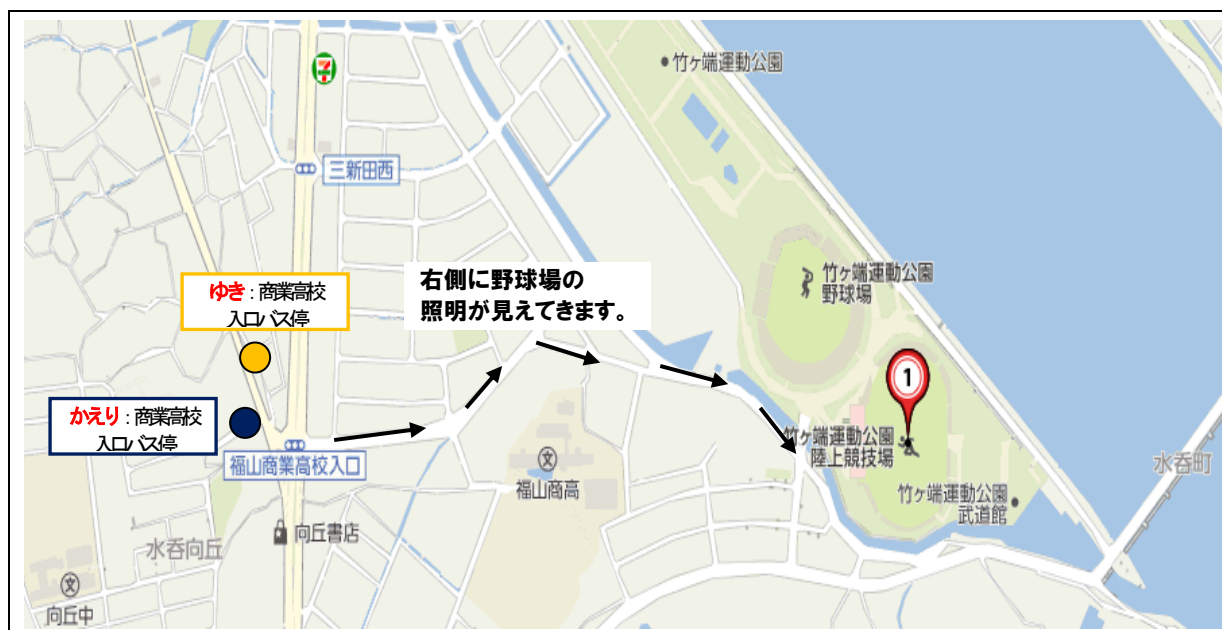 竹ヶ端運動公園
7
三新田西
右側に野球場の
照明が見えてきます。
竹ヶ端運動公園
野球場
ゆき：商業高校
入口バス停
1
かえり：商業高校
入口バス停
福山商業高校入口
竹ヶ端運動公園
陸上競技場
文
福山商高
竹ヶ端運動公園
武道館
水呑町
向丘書店
水呑向丘
文
向丘中